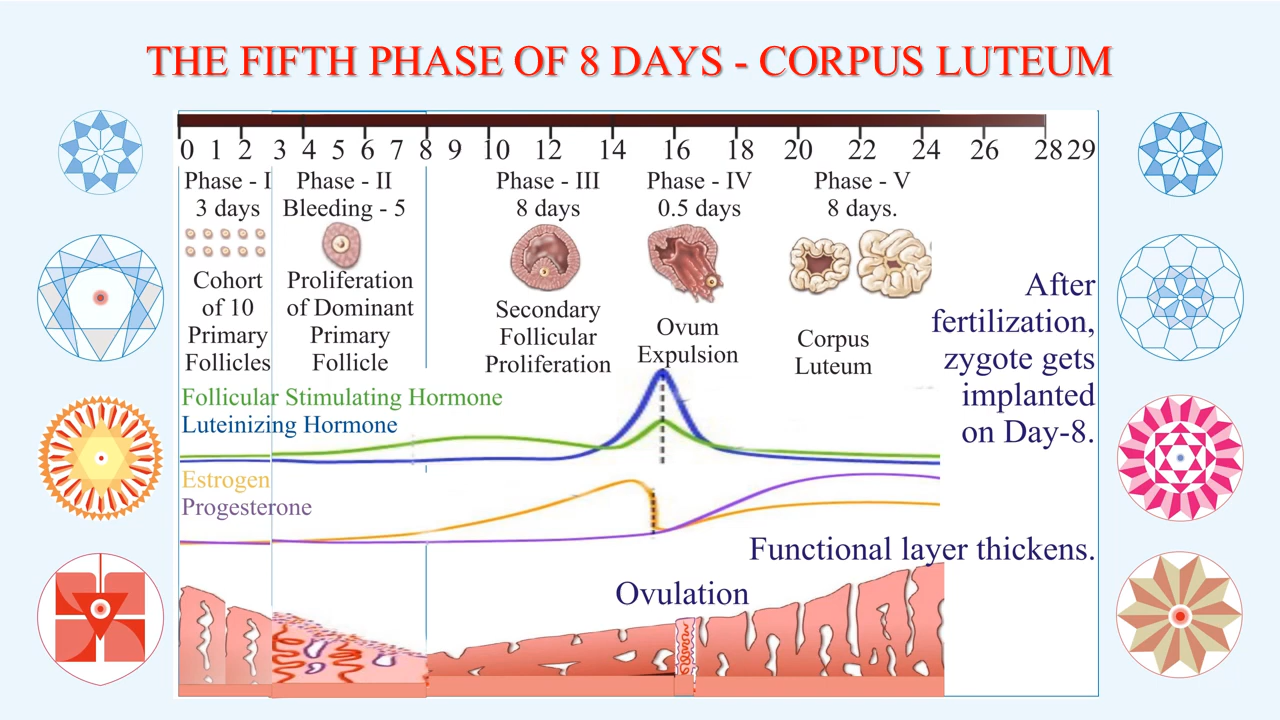 THE FIFTH PHASE OF 8 DAYS - CORPUS LUTEUM
0 1 2 3 4 5 6 7 8 9 10 12 14 16 18 20 22 24 26 28 29
Phase - I
3 days
Cohort
of 10
Primary
Follicles
Phase - II
Bleeding - 5
Proliferation
of Dominant
Primary
Follicle
Phase - III
8 days
Secondary
Follicular
Proliferation
Phase - IV
0.5 days
Ovum
Expulsion
Phase - V
8 days.
Corpus
Luteum
After
fertilization,
zygote gets
implanted
on Day-8.
Follicular Stimulating Hormone
Luteinizing Hormone
Estrogen
Progesterone
Functional layer thickens.
Ovulation